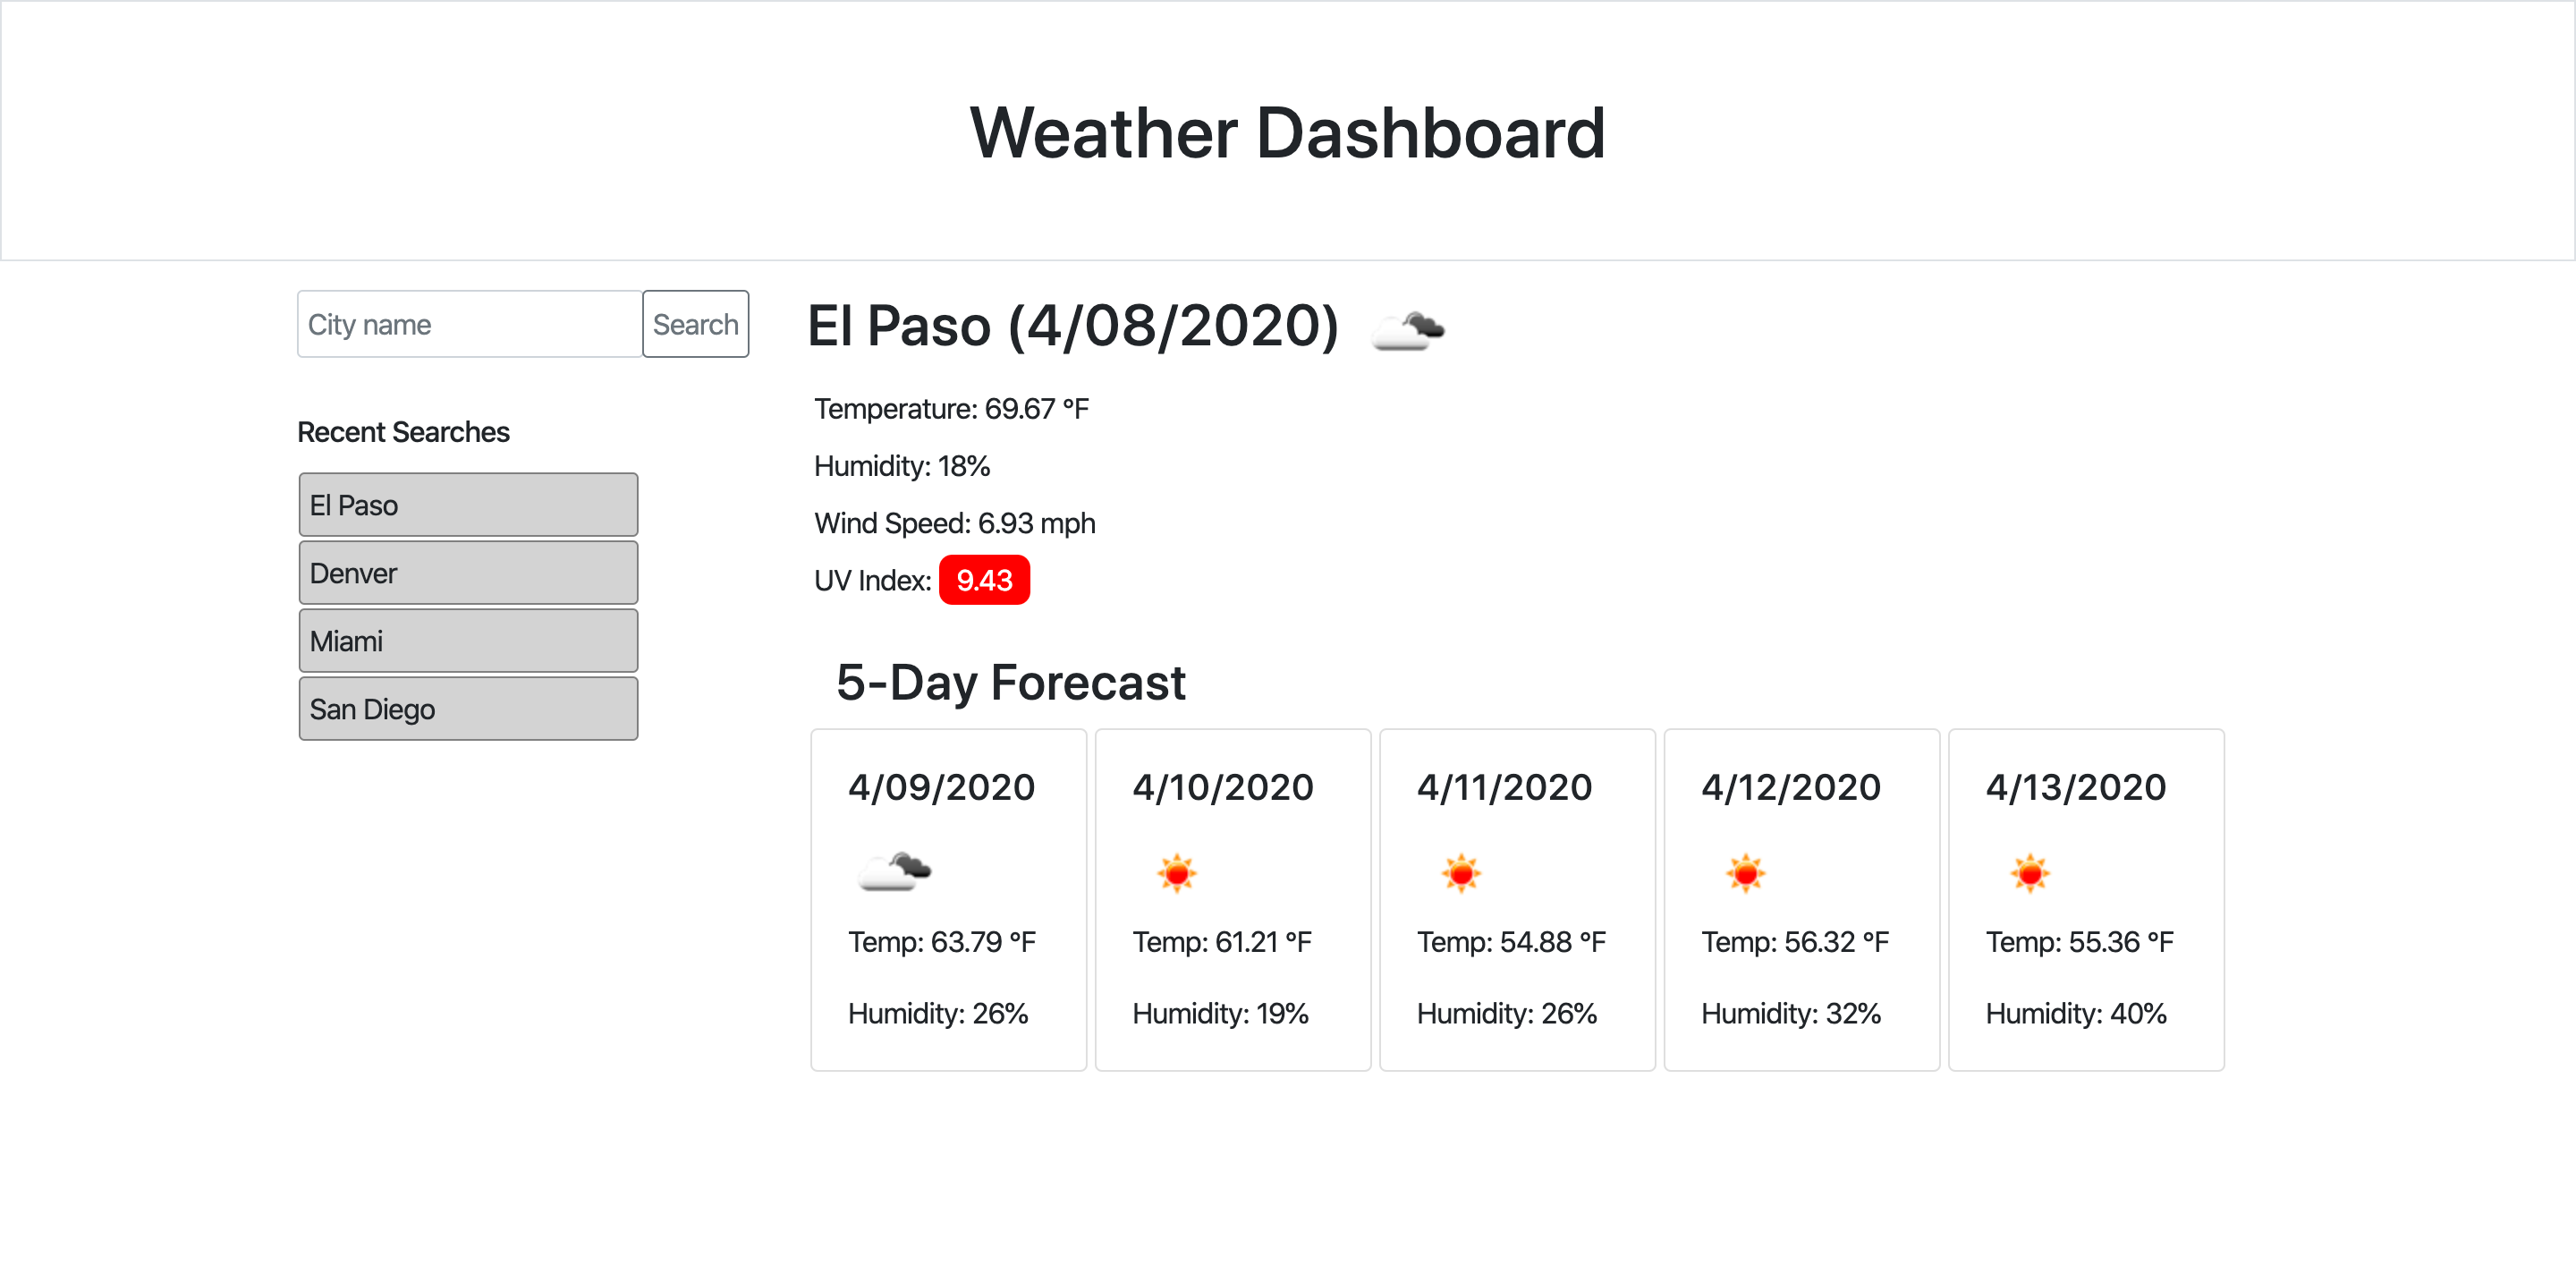 Weather Dashboard
City name
Search
Recent Searches
El Paso
Denver
Miami
San Diego
El Paso (4/08/2020)
Temperature: 69.67 °F
Humidity: 18%
Wind Speed: 6.93 mph
UV Index: 9.43
5-Day Forecast
4/09/2020
Temp: 63.79 °F
Humidity: 26%
4/10/2020
Temp: 61.21 °F
Humidity: 19%
4/11/2020
Temp: 54.88 °F
Humidity: 26%
4/12/2020
Temp: 56.32 °F
Humidity: 32%
4/13/2020
Temp: 55.36 °F
Humidity: 40%